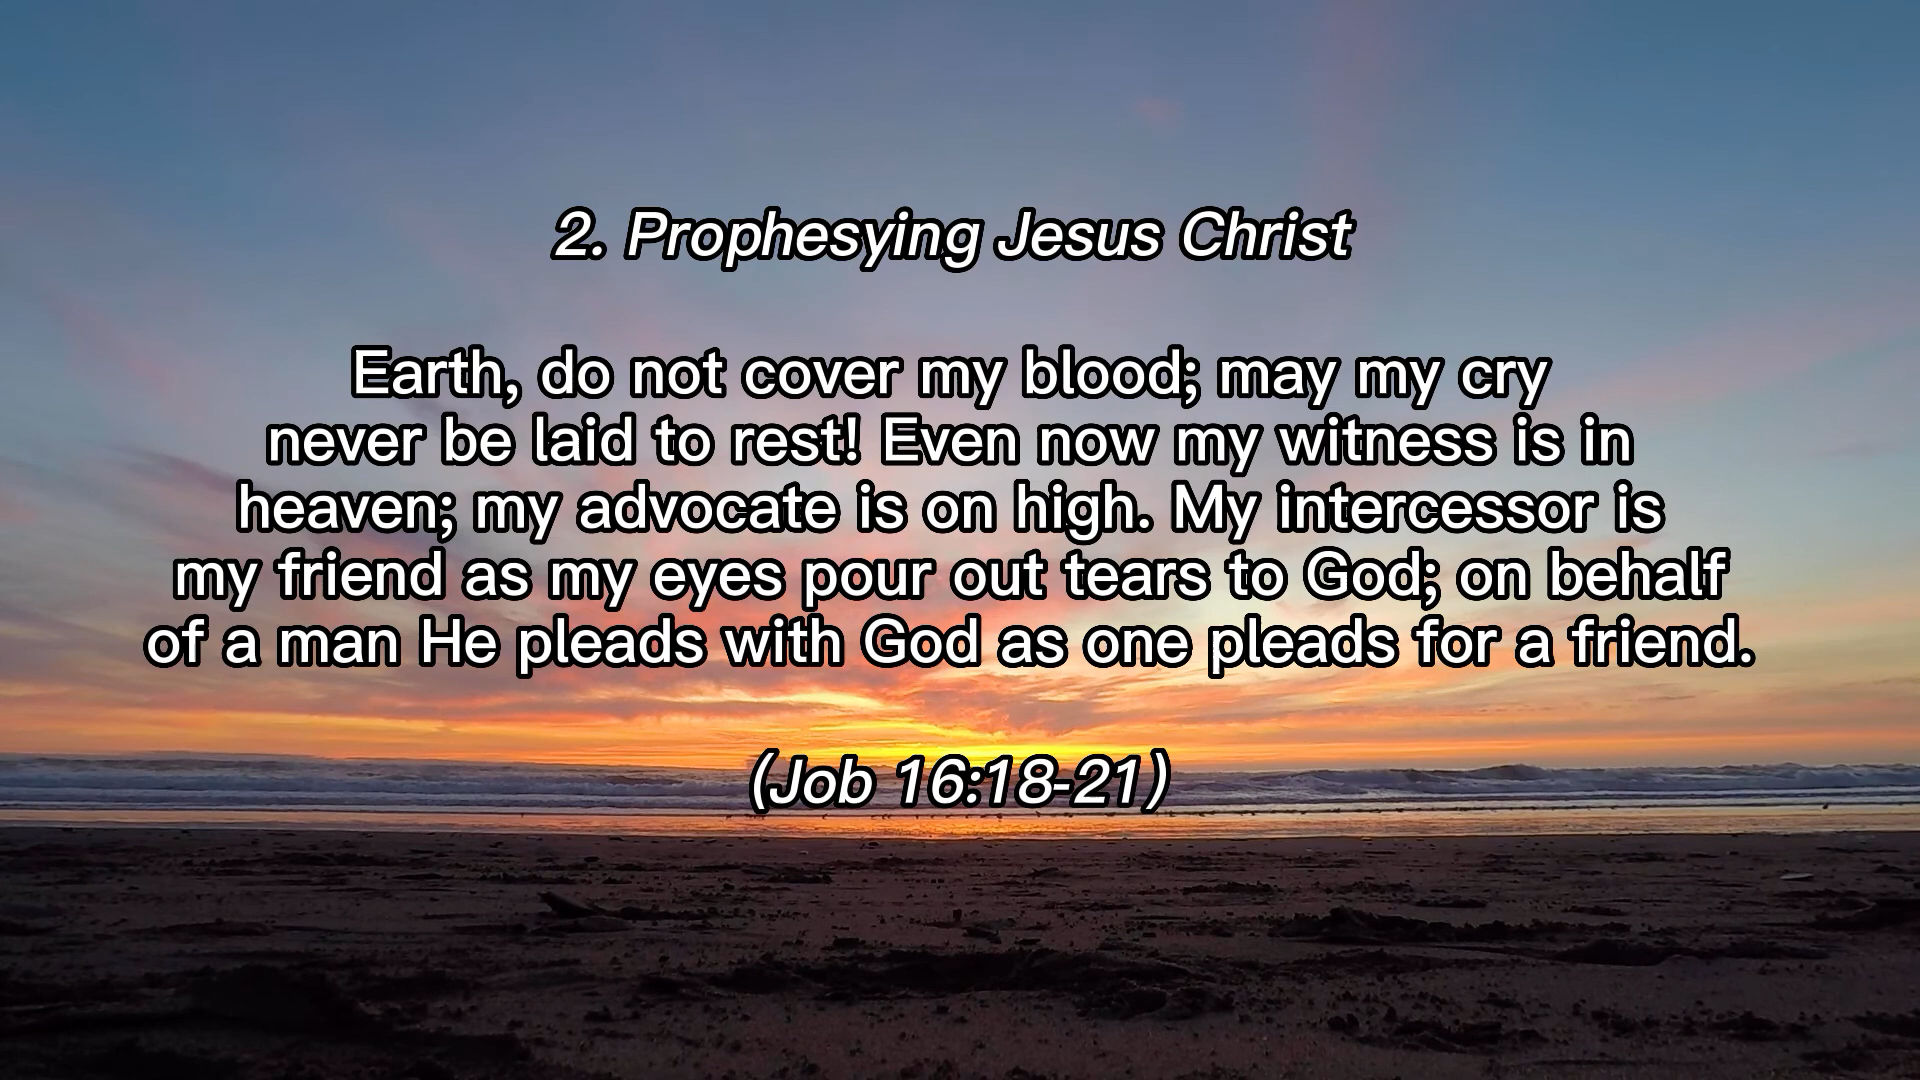 2. Prophesying Jesus Christ
Earth, do not cover my blood; may my cry
never be laid to rest! Even now my witness is in
heaven; my advocate is on high. My intercessor is
my friend as my eyes pour out tears to God; on behalf
of a man He pleads with God as one pleads for a friend.
(Job 16:18-21)